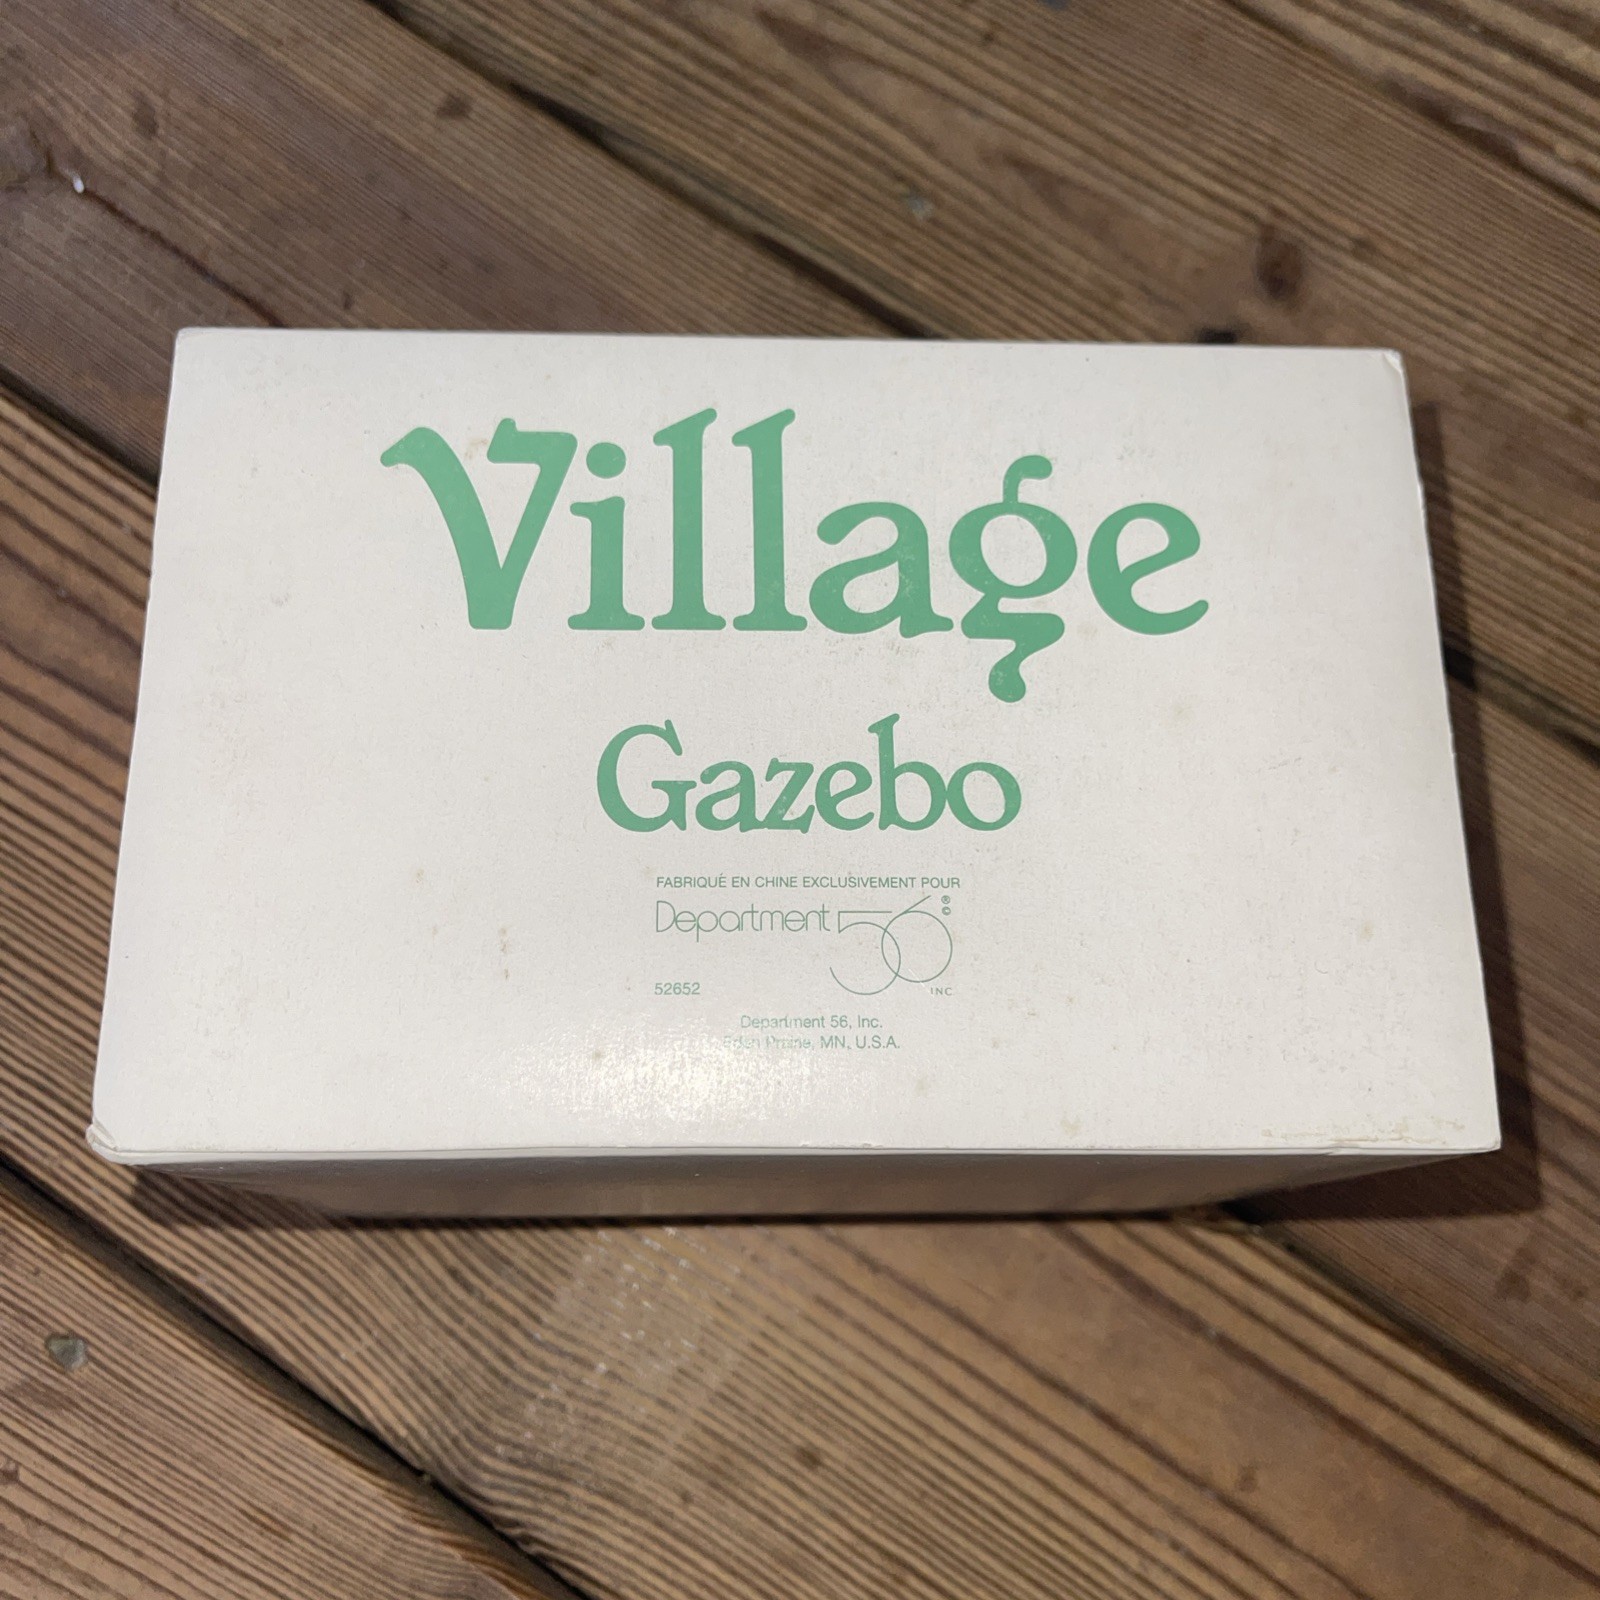 Village
Gazebo
FABRIQUÉ EN CHINE EXCLUSIVEMENT POUR
Department 56 ® ©
INC
52652
Department 56, Inc.
Eden Prairie, MN, U.S.A.